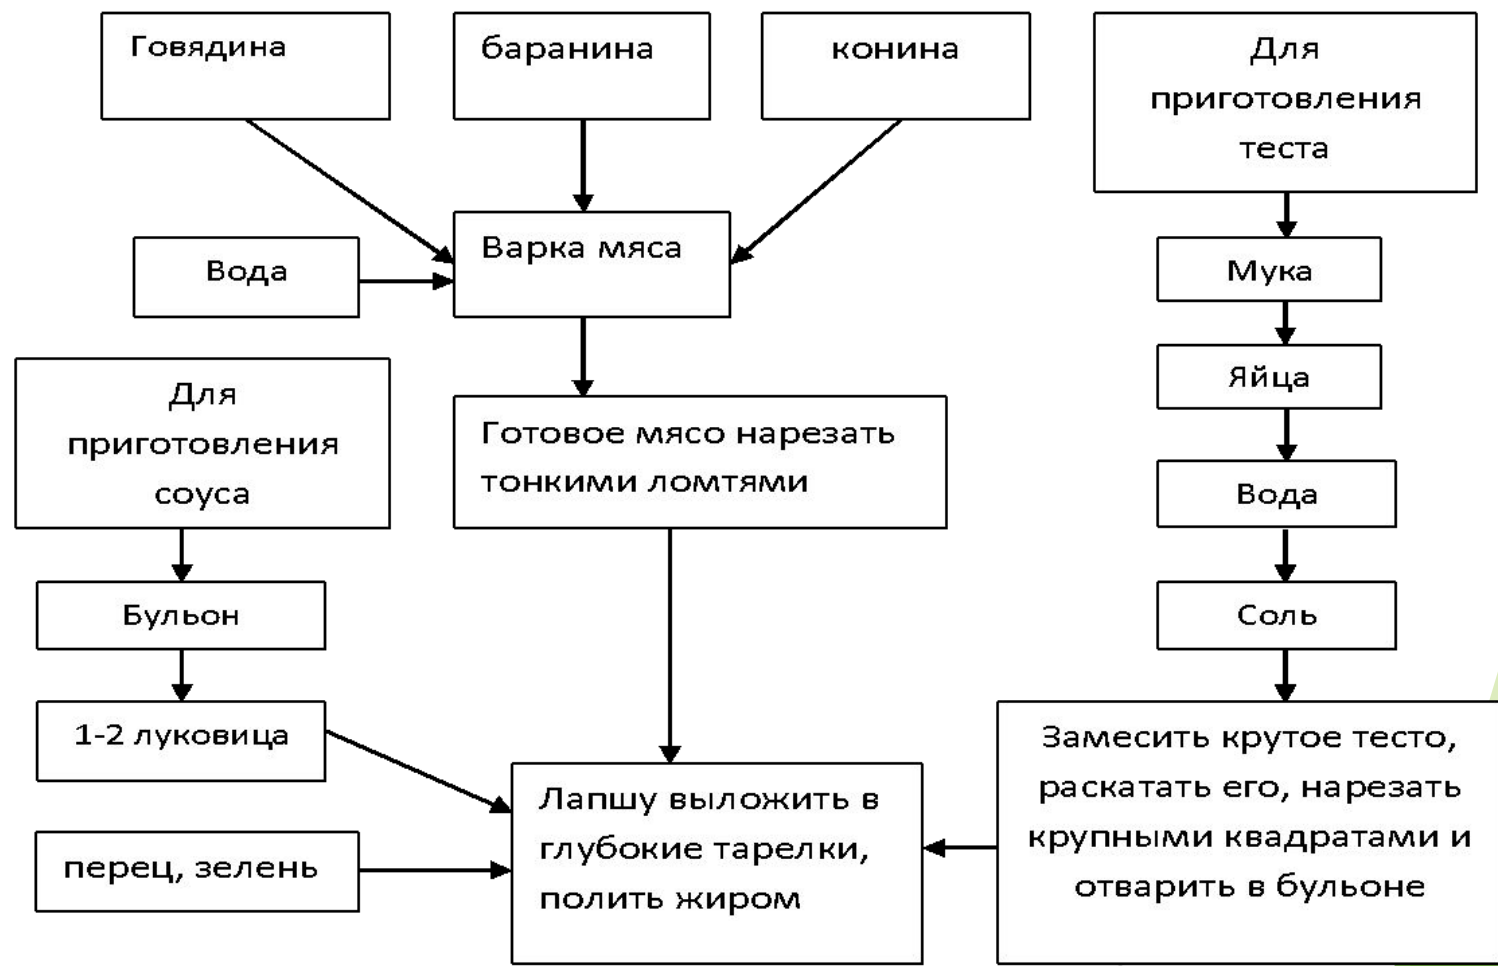 Говядина
баранина
конина
Для
приготовления
теста
Варка мяса
Вода
Мука
Яйца
Для
приготовления
соуса
Готовое мясо нарезать
тонкими ломтями
Вода
Бульон
Соль
1-2 луковица
Замесить крутое тесто,
раскатать его, нарезать
крупными квадратами и
отварить в бульоне
Лапшу выложить в
глубокие тарелки,
полить жиром
перец, зелень